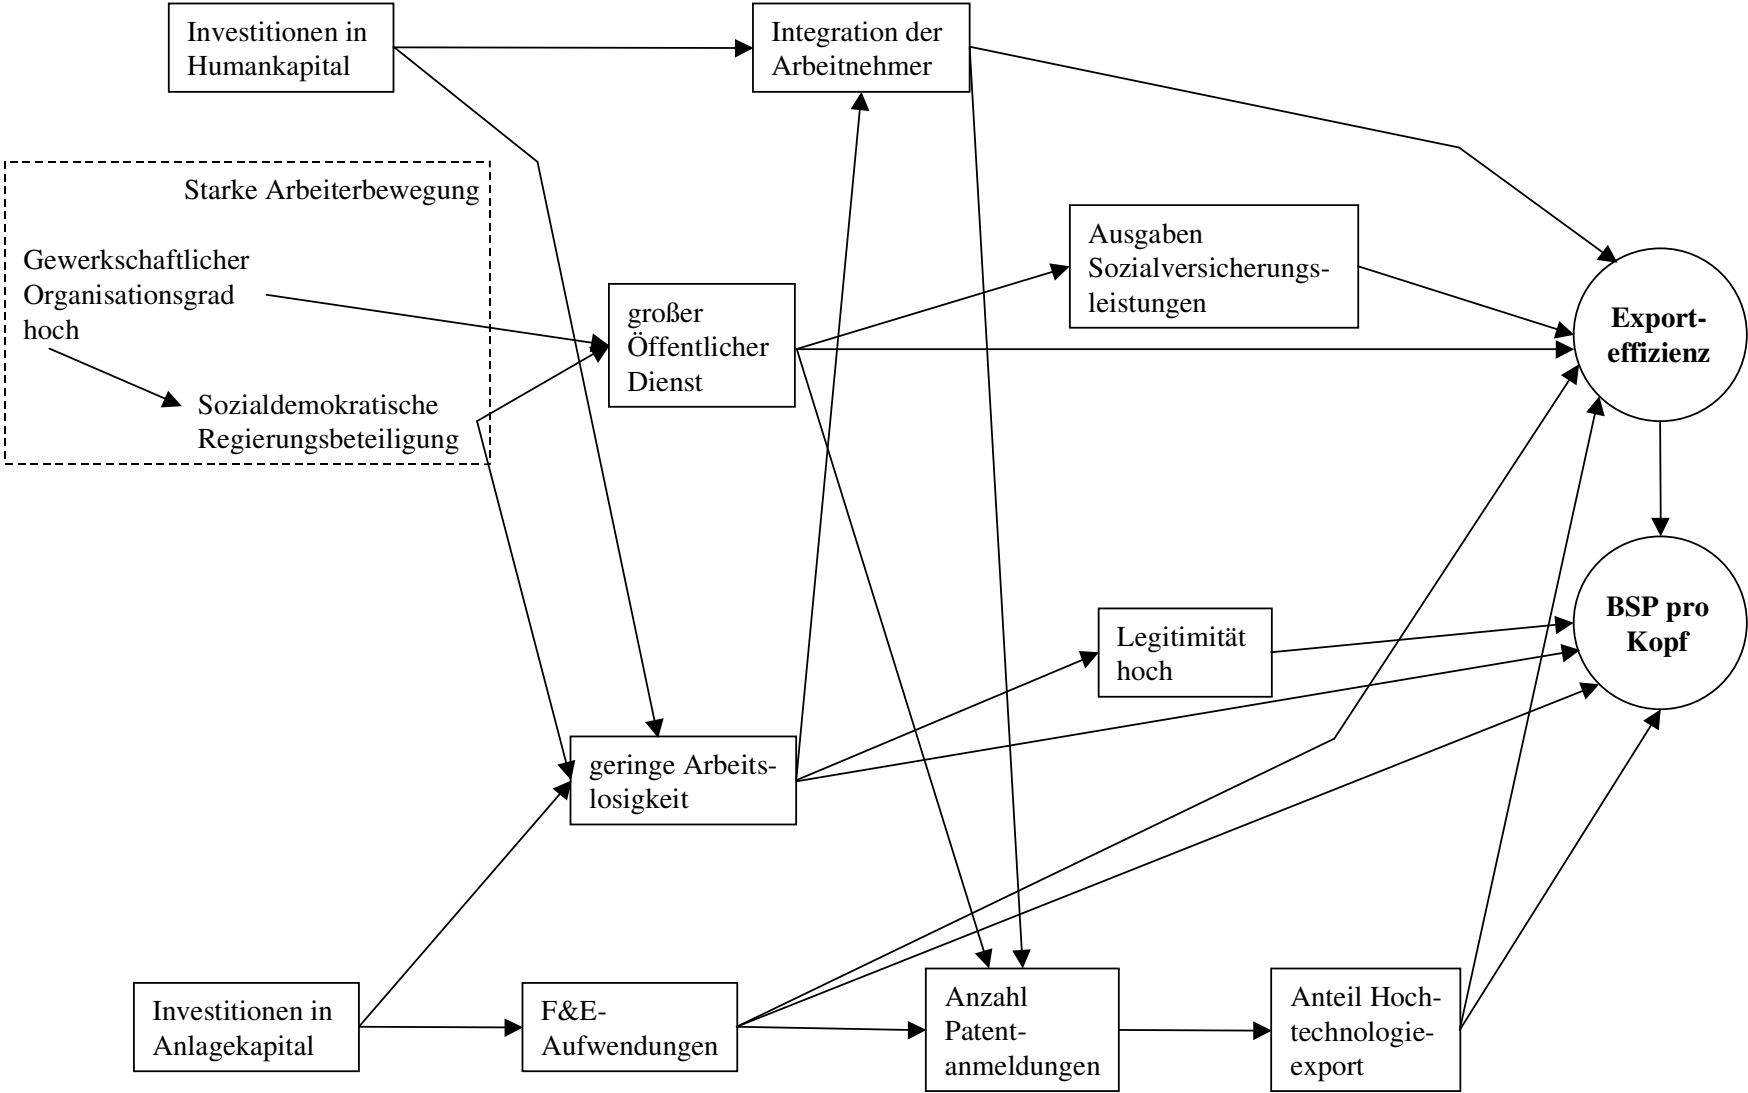 Investitionen in
Humankapital
Integration der
Arbeitnehmer
Starke Arbeiterbewegung
Gewerkschaftlicher
Organisationsgrad
hoch
Sozialdemokratische
Regierungsbeteiligung
großer
Öffentlicher
Dienst
Ausgaben
Sozialversicherungs-
leistungen
Export-
effizienz
BSP pro
Kopf
Legitimität
hoch
geringe Arbeits-
losigkeit
Investitionen in
Anlagekapital
F&E-
Aufwendungen
Anzahl
Patent-
anmeldungen
Anteil Hoch-
technologie-
export